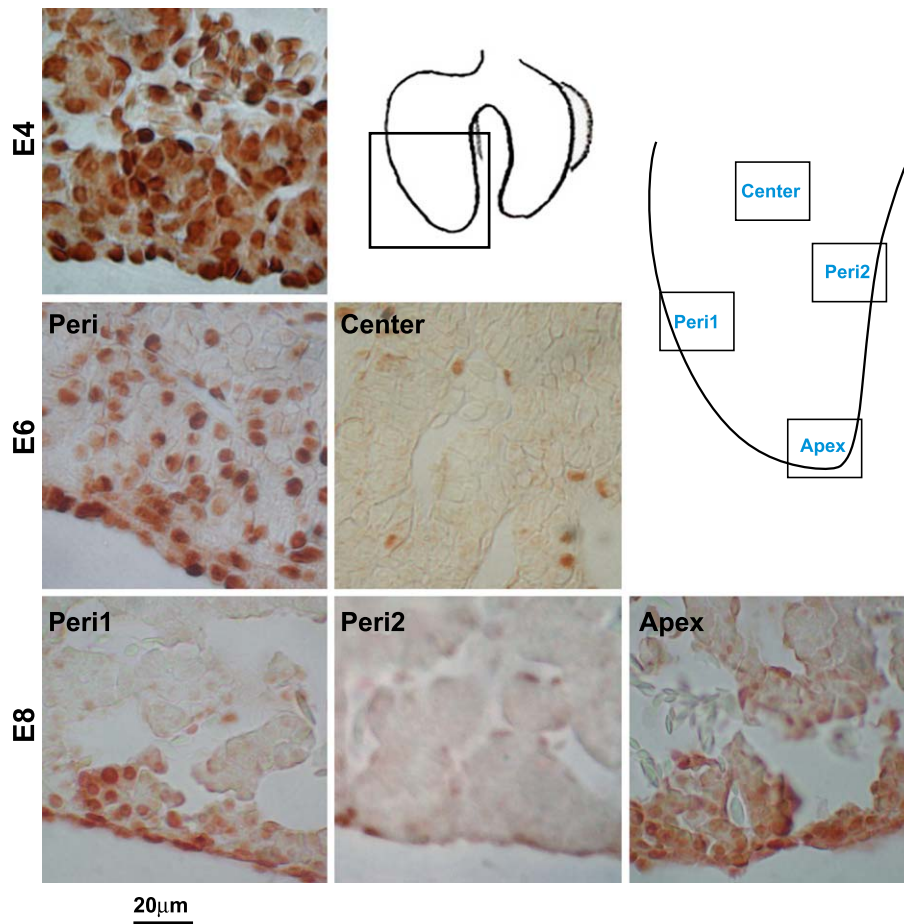 E4
Center
Peri2
Peri1
Apex
E6
Peri
Center
E8
Peri1
Peri2
Apex
20μm